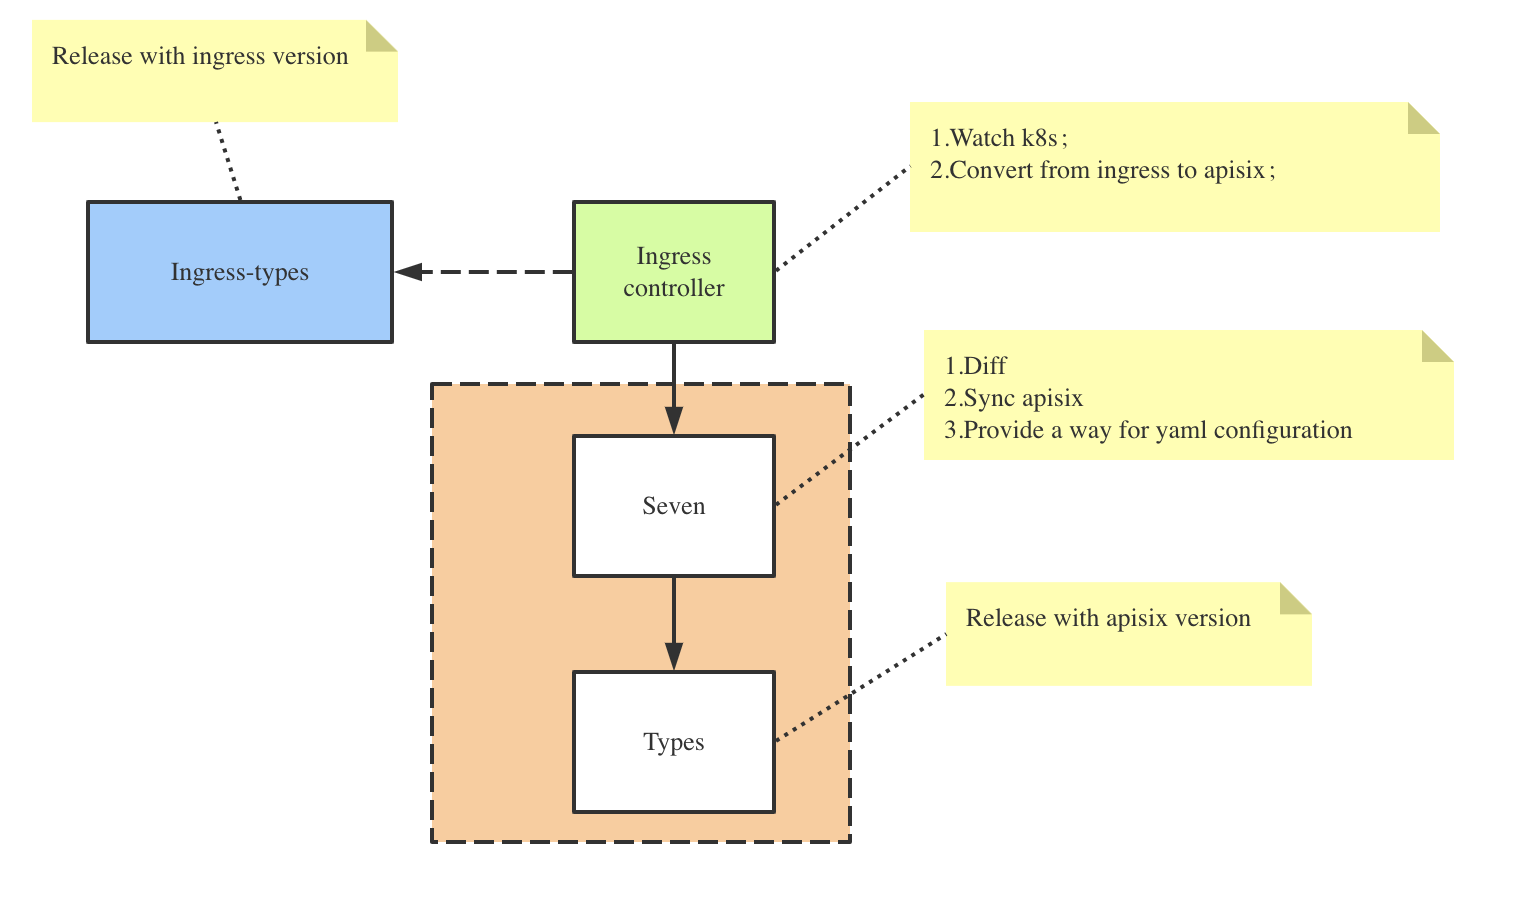 Release with ingress version
1.Watch k8s;
2.Convert from ingress to apisix;
Ingress-types
Ingress
controller
1.Diff
2.Sync apisix
3.Provide a way for yaml configuration
Seven
Release with apisix version
Types